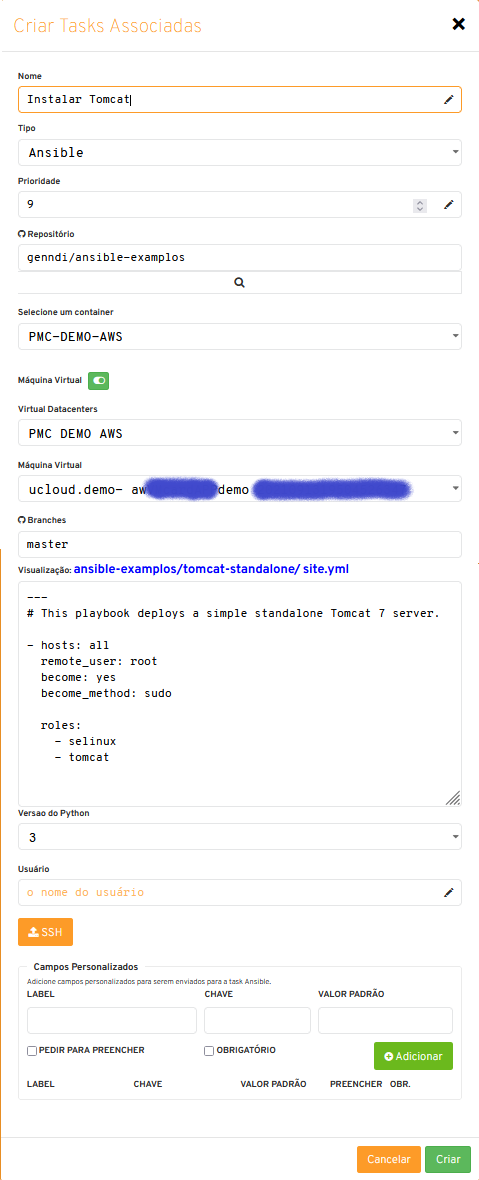 Criar Tasks Associadas
Nome
Instalar Tomcat
Tipo
Ansible
Prioridade
9
Repositório
genndi/ansible-examplos
Selecione um container
PMC-DEMO-AWS
Máquina Virtual
Virtual Datacenters
PMC DEMO AWS
Máquina Virtual
ucloud.demo- aw demo
Branches
master
Visualização: ansible-examplos/tomcat-standalone/ site.yml
---
# This playbook deploys a simple standalone Tomcat 7 server.
- hosts: all
remote_user: root
become: yes
become_method: sudo
roles:
- selinux
- tomcat
Versao do Python
3
Usuário
o nome do usuário
SSH
Campos Personalizados
Adicione campos personalizados para serem enviados para a task Ansible.
LABEL CHAVE VALOR PADRÃO
PEDIR PARA PREENCHER OBRIGATÓRIO Adicionar
LABEL CHAVE VALOR PADRÃO PREENCHER OBR.
Cancelar Criar